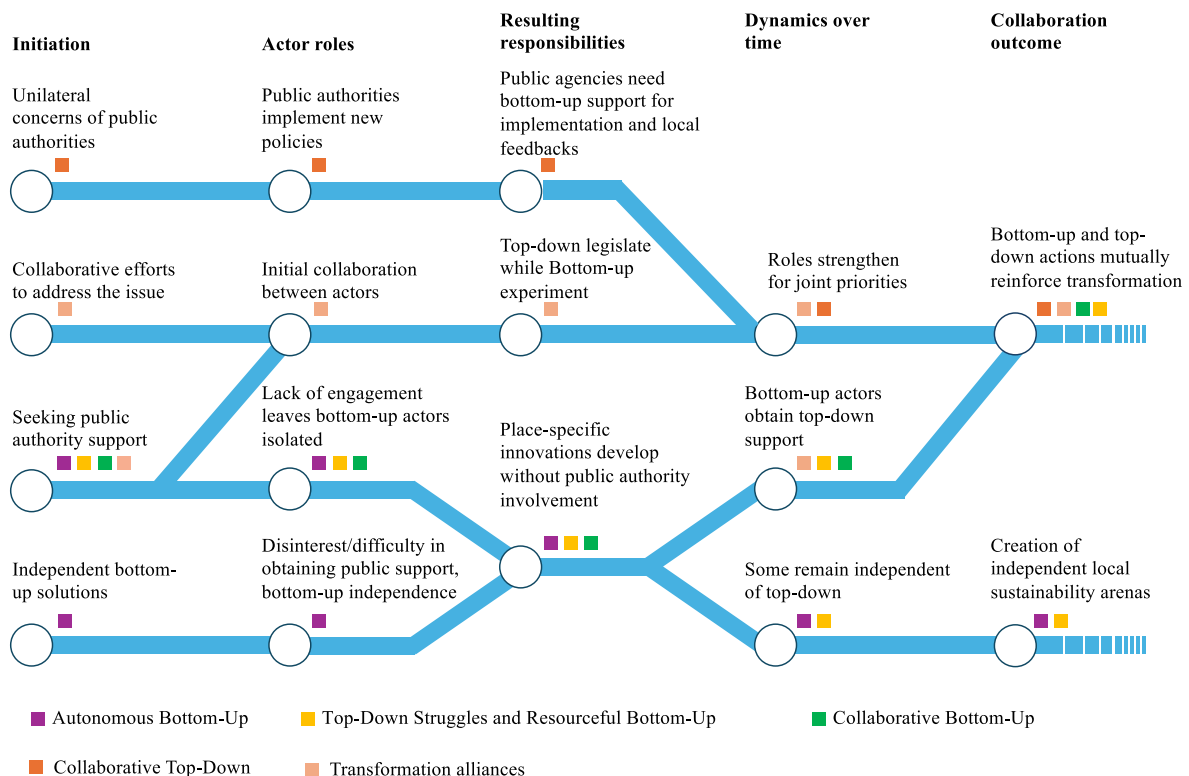 Initiation
Actor roles
Resulting
responsibilities
Dynamics over
time
Collaboration
outcome
Unilateral
concerns of public
authorities
Public authorities
implement new
policies
Public agencies need
bottom-up support for
implementation and local
feedbacks
Collaborative efforts
to address the issue
Initial collaboration
between actors
Top-down legislate
while Bottom-up
experiment
Roles strengthen
for joint priorities
Bottom-up and top-
down actions mutually
reinforce transformation
Seeking public
authority support
Lack of engagement
leaves bottom-up actors
isolated
Place-specific
innovations develop
without public authority
involvement
Bottom-up actors
obtain top-down
support
Independent bottom-
up solutions
Disinterest/difficulty in
obtaining public support,
bottom-up independence
Some remain independent
of top-down
Creation of
independent local
sustainability arenas
Autonomous Bottom-Up
Top-Down Struggles and Resourceful Bottom-Up
Collaborative Bottom-Up
Collaborative Top-Down
Transformation alliances